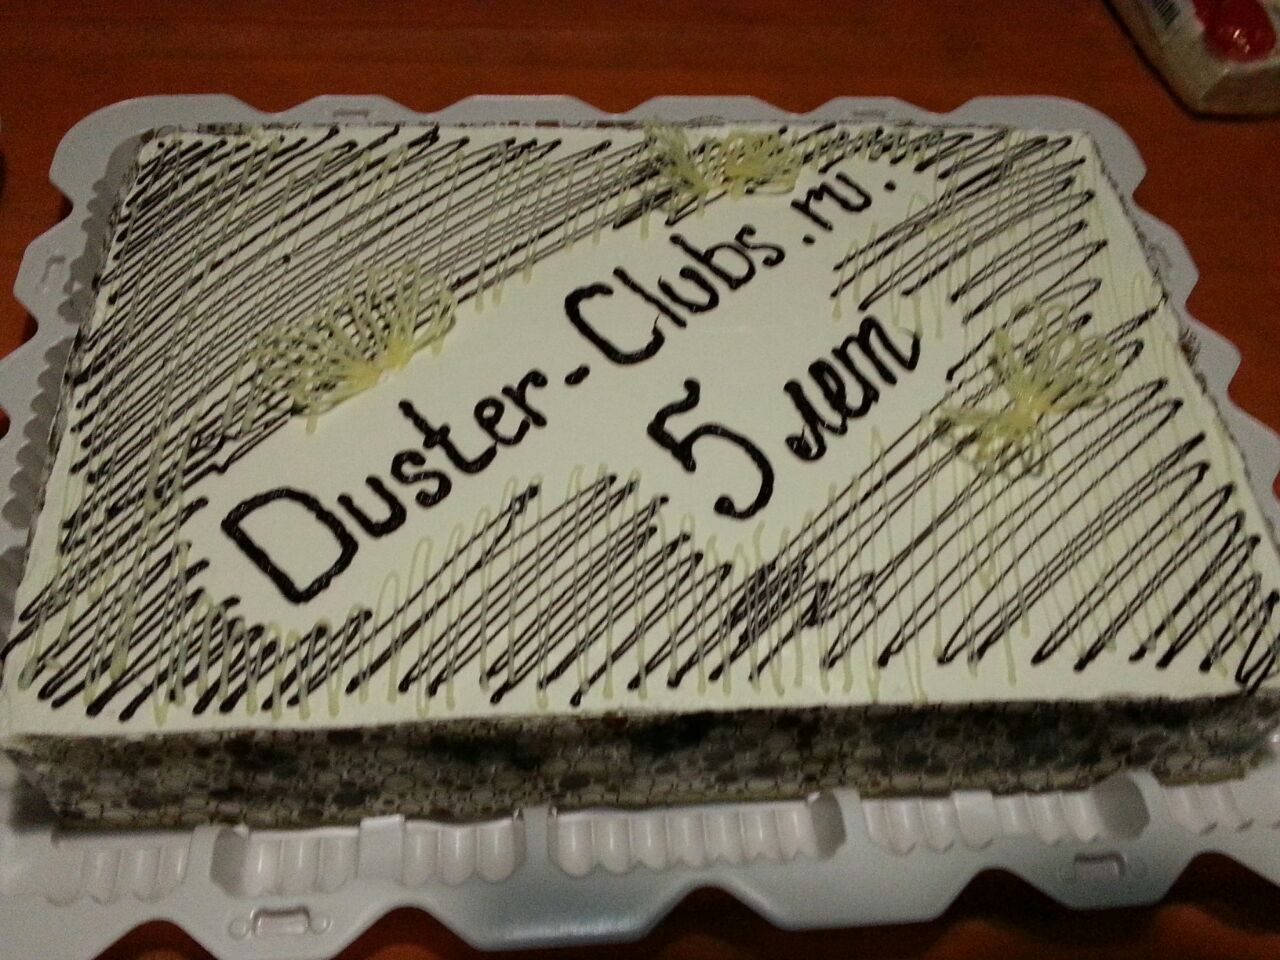 Duster-Clubs.ru.
5 лет